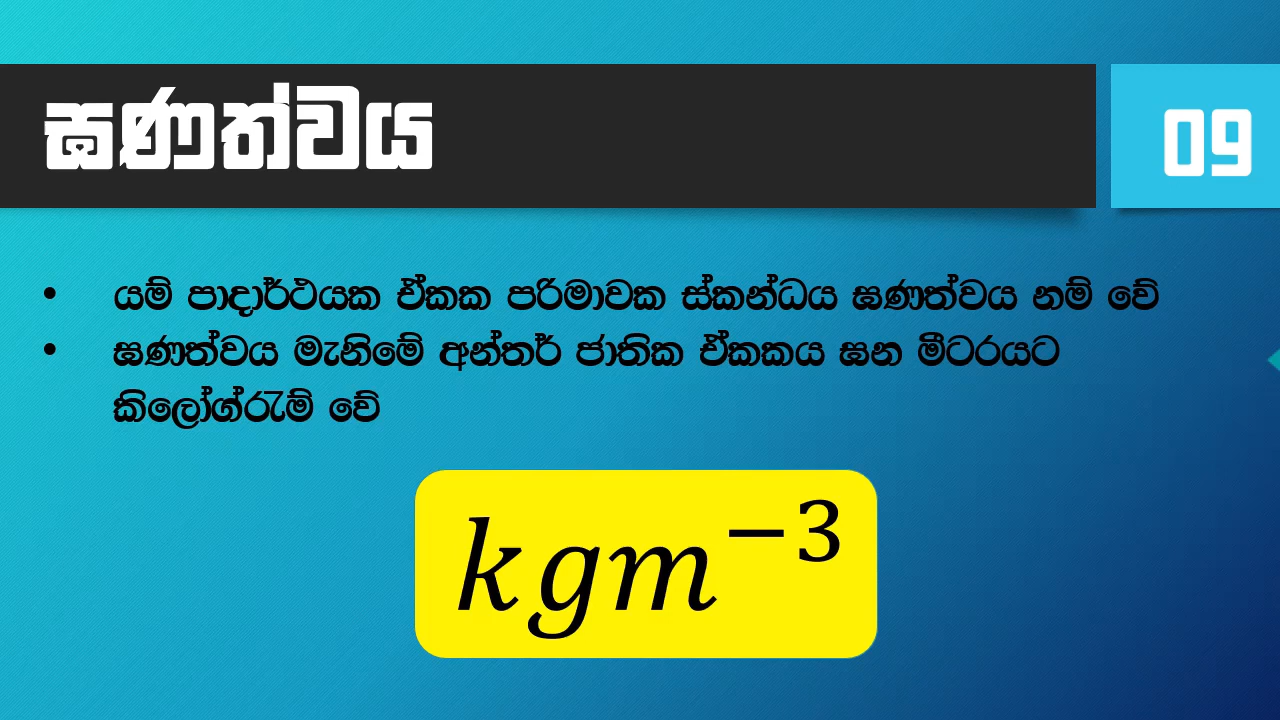 ඝණත්වය
09
• යම් පාදාර්ථයක ඒකක පරිමාවක ස්කන්ධය ඝණත්වය නම් වේ
• ඝණත්වය මැනිමේ අන්තර් ජාතික ඒකකය ඝන මීටරයට
කිලෝග්රැම් වේ
kgm⁻³